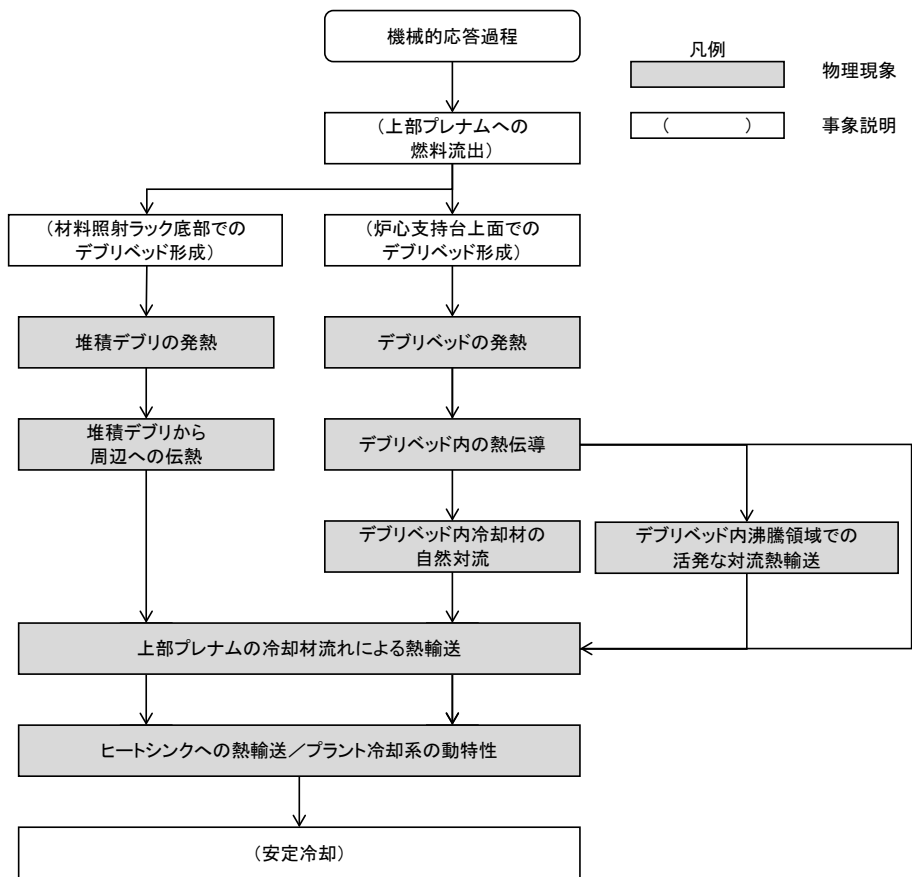 機械的応答過程
凡例
物理現象
(上部プレナムへの
燃料流出)
(　　　　)
事象説明
(材料照射ラック底部での
デブリベッド形成)
(炉心支持台上面での
デブリベッド形成)
堆積デブリの発熱
デブリベッドの発熱
堆積デブリから
周辺への伝熱
デブリベッド内の熱伝導
デブリベッド内冷却材の
自然対流
デブリベッド内沸騰領域での
活発な対流熱輸送
上部プレナムの冷却材流れによる熱輸送
ヒートシンクへの熱輸送／プラント冷却系の動特性
(安定冷却)